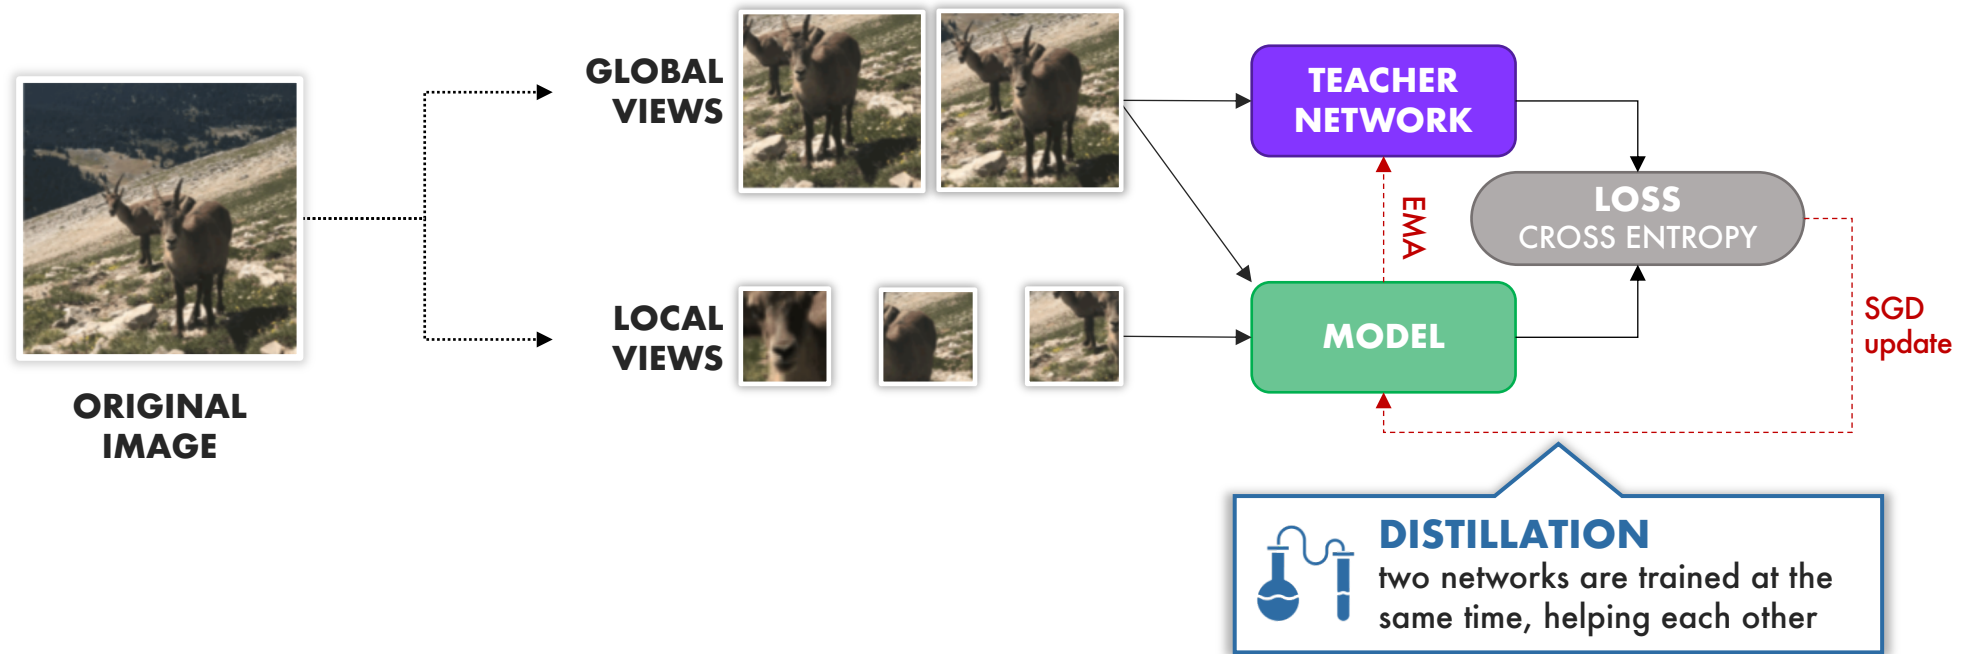 ORIGINAL
IMAGE
GLOBAL
VIEWS
LOCAL
VIEWS
TEACHER
NETWORK
EMA
MODEL
LOSS
CROSS ENTROPY
SGD
update
DISTILLATION
two networks are trained at the
same time, helping each other